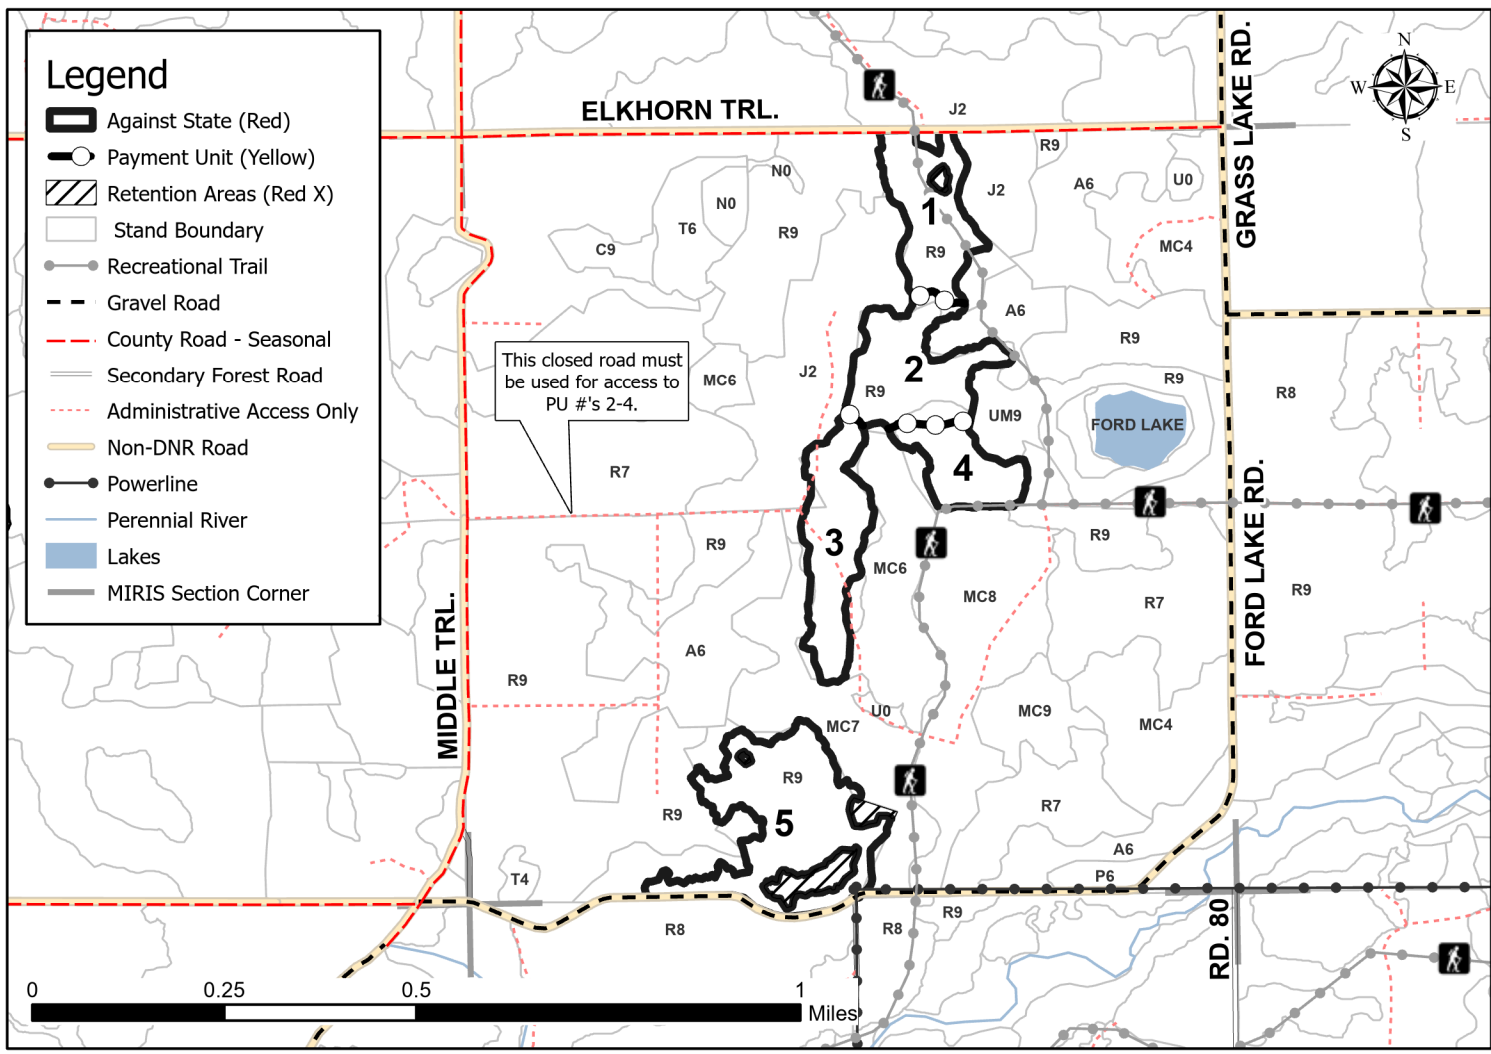 Legend
Against State (Red)
Payment Unit (Yellow)
Retention Areas (Red X)
Stand Boundary
Recreational Trail
Gravel Road
County Road - Seasonal
Secondary Forest Road
Administrative Access Only
Non-DNR Road
Powerline
Perennial River
Lakes
MIRIS Section Corner
ELKHORN TRL.
GRASS LAKE RD.
N
W E
S
J2
R9
N0
A6
U0
J2
N0
1
T6
R9
C9
R9
MC4
A6
R9
This closed road must
be used for access to
PU #'s 2-4.
J2
2
MC6
R9
R9
R8
UM9
FORD LAKE
R7
4
FORD LAKE RD.
R9
3
R9
MC6
MC8
R7
R9
MIDDLE TRL.
A6
R9
U0
MC9
MC7
MC4
R9
R9
5
R7
A6
T4
P6
R9
R8
R8
RD. 80
0 0.25 0.5 1
Miles